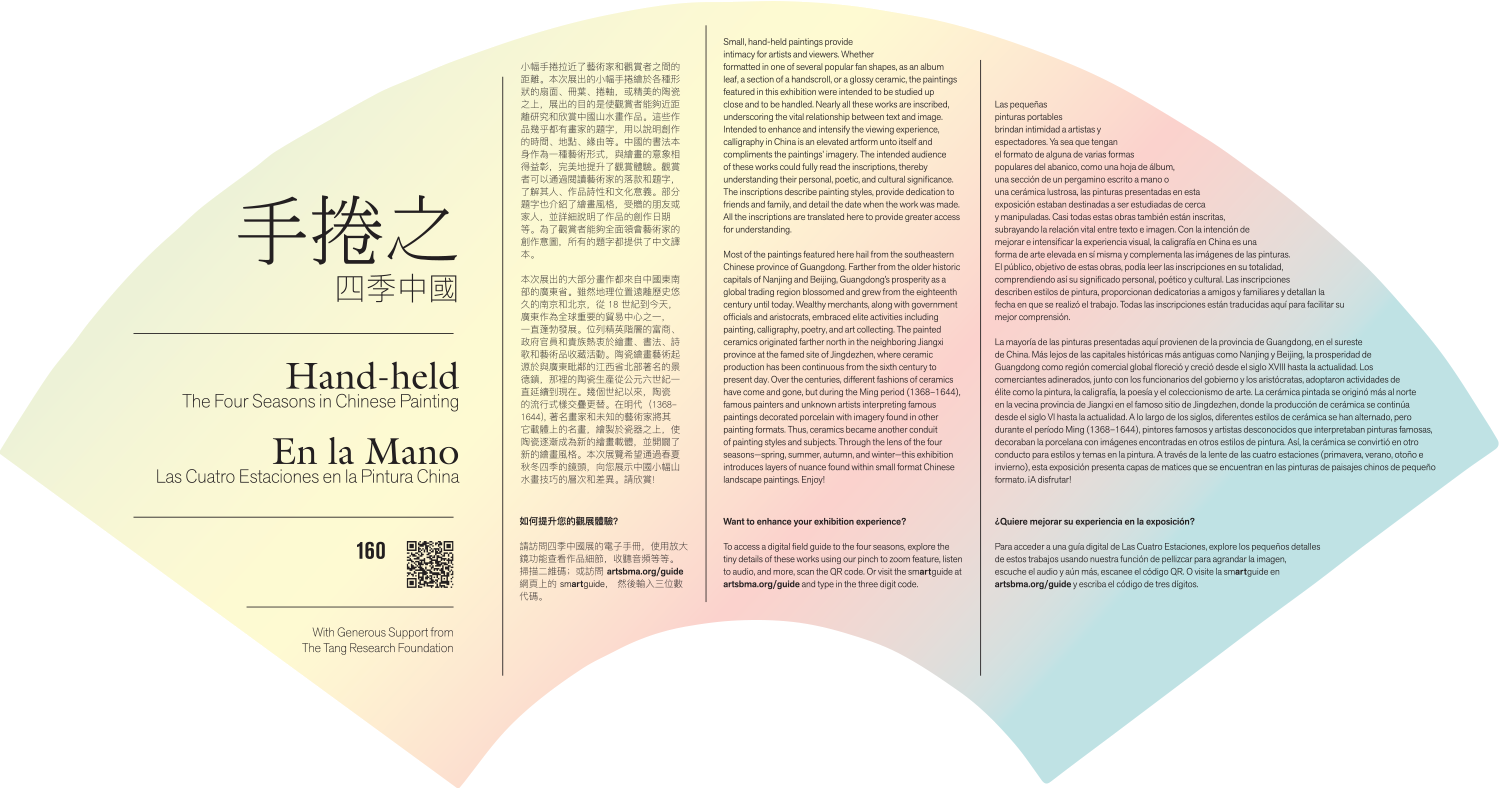 手捲之
四季中國
Hand-held
The Four Seasons in Chinese Painting
En la Mano
Las Cuatro Estaciones en la Pintura China
160
With Generous Support from
The Tang Research Foundation
小幅手捲拉近了藝術家和觀賞者之間的
距離。本次展出的小幅手捲繪於各種形
狀的扇面、冊葉、捲軸，或精美的陶瓷
之上，展出的目的是使觀賞者能夠近距
離研究和欣賞中國山水畫作品。這些作
品幾乎都有畫家的題字，用以說明創作
的時間、地點、緣由等。中國的書法本
身作為一種藝術形式，與繪畫的意象相
得益彰，完美地提升了觀賞體驗。觀賞
者可以通過閱讀藝術家的落款和題字，
了解其人、作品詩性和文化意義。部分
題字也介紹了繪畫風格，受贈的朋友或
家人，並詳細說明了作品的創作日期
等。為了觀賞者能夠全面領會藝術家的
創作意圖，所有的題字都提供了中文譯
本。
本次展出的大部分畫作都來自中國東南
部的廣東省。雖然地理位置遠離歷史悠
久的南京和北京，從 18 世紀到今天，
廣東作為全球重要的貿易中心之一，
一直蓬勃發展。位列精英階層的富商、
政府官員和貴族熱衷於繪畫、書法、詩
歌和藝術品收藏活動。陶瓷繪畫藝術起
源於與廣東毗鄰的江西省北部著名的景
德鎮，那裡的陶瓷生產從公元六世紀一
直延續到現在。幾個世紀以來，陶瓷
的流行式樣交疊更替。在明代（1368–
1644), 著名畫家和未知的藝術家將其
它載體上的名畫，繪製於瓷器之上，使
陶瓷逐漸成為新的繪畫載體，並開闢了
新的繪畫風格。本次展覽希望通過春夏
秋冬四季的鏡頭，向您展示中國小幅山
水畫技巧的層次和差異。請欣賞!
如何提升您的觀展體驗?
請訪問四季中國展的電子手冊，使用放大
鏡功能查看作品細節，收聽音頻等等。
掃描二維碼；或訪問 artsbma.org/guide
網頁上的 smartguide， 然後輸入三位數
代碼。
Small, hand-held paintings provide
intimacy for artists and viewers. Whether
formatted in one of several popular fan shapes, as an album
leaf, a section of a handscroll, or a glossy ceramic, the paintings
featured in this exhibition were intended to be studied up
close and to be handled. Nearly all these works are inscribed,
underscoring the vital relationship between text and image.
Intended to enhance and intensify the viewing experience,
calligraphy in China is an elevated artform unto itself and
compliments the paintings' imagery. The intended audience
of these works could fully read the inscriptions, thereby
understanding their personal, poetic, and cultural significance.
The inscriptions describe painting styles, provide dedication to
friends and family, and detail the date when the work was made.
All the inscriptions are translated here to provide greater access
for understanding.
Most of the paintings featured here hail from the southeastern
Chinese province of Guangdong. Farther from the older historic
capitals of Nanjing and Beijing, Guangdong's prosperity as a
global trading region blossomed and grew from the eighteenth
century until today. Wealthy merchants, along with government
officials and aristocrats, embraced elite activities including
painting, calligraphy, poetry, and art collecting. The painted
ceramics originated farther north in the neighboring Jiangxi
province at the famed site of Jingdezhen, where ceramic
production has been continuous from the sixth century to
present day. Over the centuries, different fashions of ceramics
have come and gone, but during the Ming period (1368–1644),
famous painters and unknown artists interpreting famous
paintings decorated porcelain with imagery found in other
painting formats. Thus, ceramics became another conduit
of painting styles and subjects. Through the lens of the four
seasons—spring, summer, autumn, and winter—this exhibition
introduces layers of nuance found within small format Chinese
landscape paintings. Enjoy!
Want to enhance your exhibition experience?
To access a digital field guide to the four seasons, explore the
tiny details of these works using our pinch to zoom feature, listen
to audio, and more, scan the QR code. Or visit the smartguide at
artsbma.org/guide and type in the three digit code.
Las pequeñas
pinturas portables
brindan intimidad a artistas y
espectadores. Ya sea que tengan
el formato de alguna de varias formas
populares del abanico, como una hoja de álbum,
una sección de un pergamino escrito a mano o
una cerámica lustrosa, las pinturas presentadas en esta
exposición estaban destinadas a ser estudiadas de cerca
y manipuladas. Casi todas estas obras también están inscritas,
subrayando la relación vital entre texto e imagen. Con la intención de
mejorar e intensificar la experiencia visual, la caligrafía en China es una
forma de arte elevada en sí misma y complementa las imágenes de las pinturas.
El público, objetivo de estas obras, podía leer las inscripciones en su totalidad,
comprendiendo así su significado personal, poético y cultural. Las inscripciones
describen estilos de pintura, proporcionan dedicatorias a amigos y familiares y detallan la
fecha en que se realizó el trabajo. Todas las inscripciones están traducidas aquí para facilitar su
mejor comprensión.
La mayoría de las pinturas presentadas aquí provienen de la provincia de Guangdong, en el sureste
de China. Más lejos de las capitales históricas más antiguas como Nanjing y Beijing, la prosperidad de
Guangdong como región comercial global floreció y creció desde el siglo XVIII hasta la actualidad. Los
comerciantes adinerados, junto con los funcionarios del gobierno y los aristócratas, adoptaron actividades de
élite como la pintura, la caligrafía, la poesía y el coleccionismo de arte. La cerámica pintada se originó más al norte
en la vecina provincia de Jiangxi en el famoso sitio de Jingdezhen, donde la producción de cerámica se continúa
desde el siglo VI hasta la actualidad. A lo largo de los siglos, diferentes estilos de cerámica se han alternado, pero
durante el período Ming (1368–1644), pintores famosos y artistas desconocidos que interpretaban pinturas famosas,
decoraban la porcelana con imágenes encontradas en otros estilos de pintura. Así, la cerámica se convirtió en otro
conducto para estilos y temas en la pintura. A través de la lente de las cuatro estaciones (primavera, verano, otoño e
invierno), esta exposición presenta capas de matices que se encuentran en las pinturas de paisajes chinos de pequeño
formato. ¡A disfrutar!
¿Quiere mejorar su experiencia en la exposición?
Para acceder a una guía digital de Las Cuatro Estaciones, explore los pequeños detalles
de estos trabajos usando nuestra función de pellizcar para agrandar la imagen,
escuche el audio y aún más, escanee el código QR. O visite la smartguide en
artsbma.org/guide y escriba el código de tres dígitos.